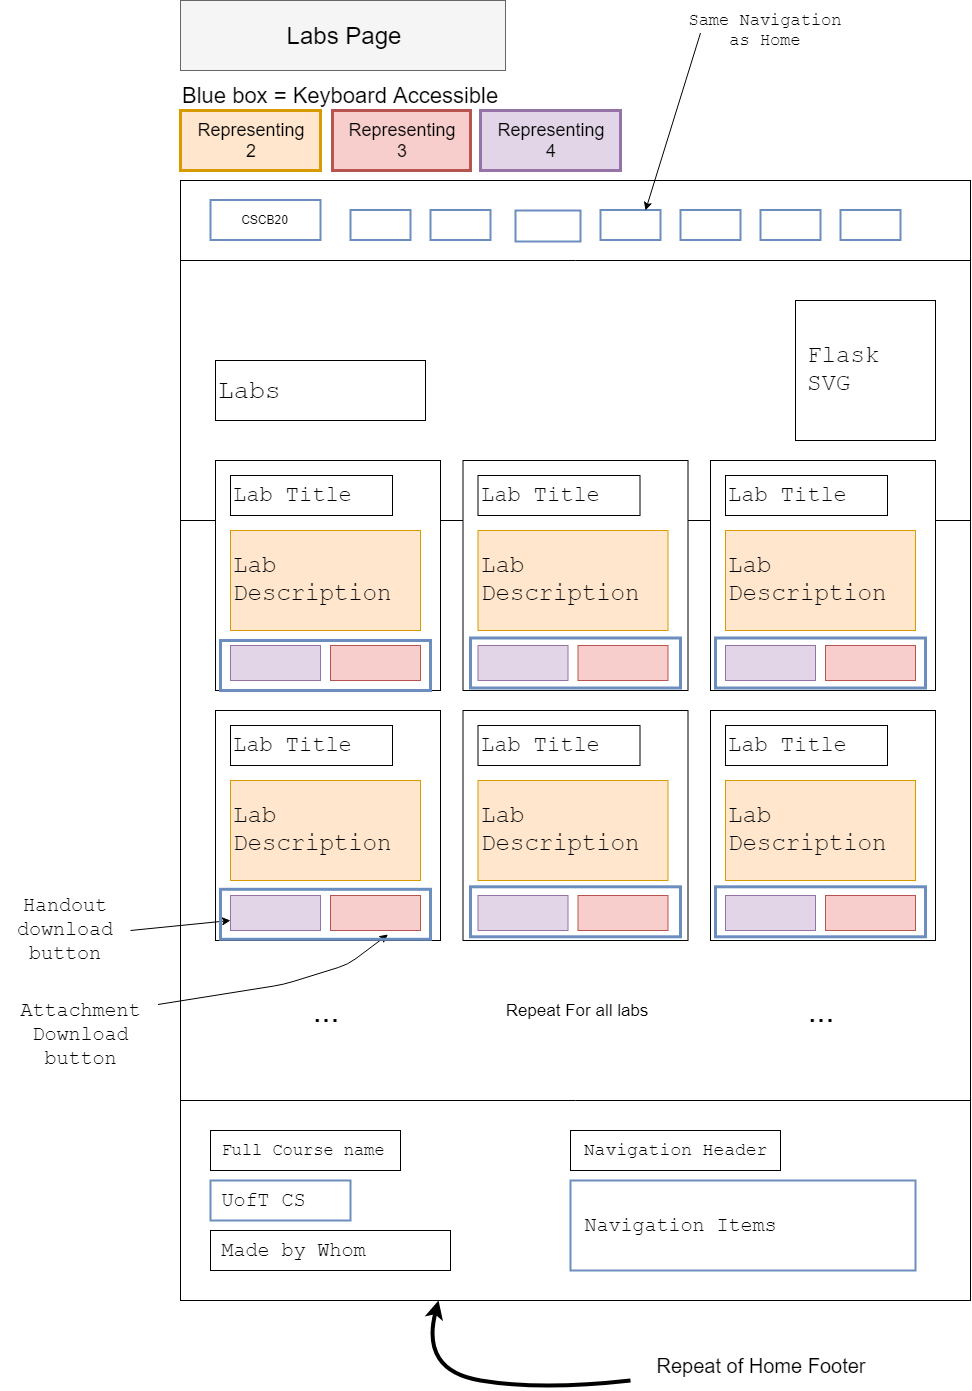 Labs Page
Same Navigation
as Home
Blue box = Keyboard Accessible
Representing
2
Representing
3
Representing
4
CSCB20
Flask
SVG
Labs
Lab Title
Lab Title
Lab Title
Lab
Description
Lab
Description
Lab
Description
Lab Title
Lab Title
Lab Title
Lab
Description
Lab
Description
Lab
Description
Handout
download
button
Attachment
Download
button
...
Repeat For all labs
...
Full Course name
UofT CS
Made by Whom
Navigation Header
Navigation Items
Repeat of Home Footer